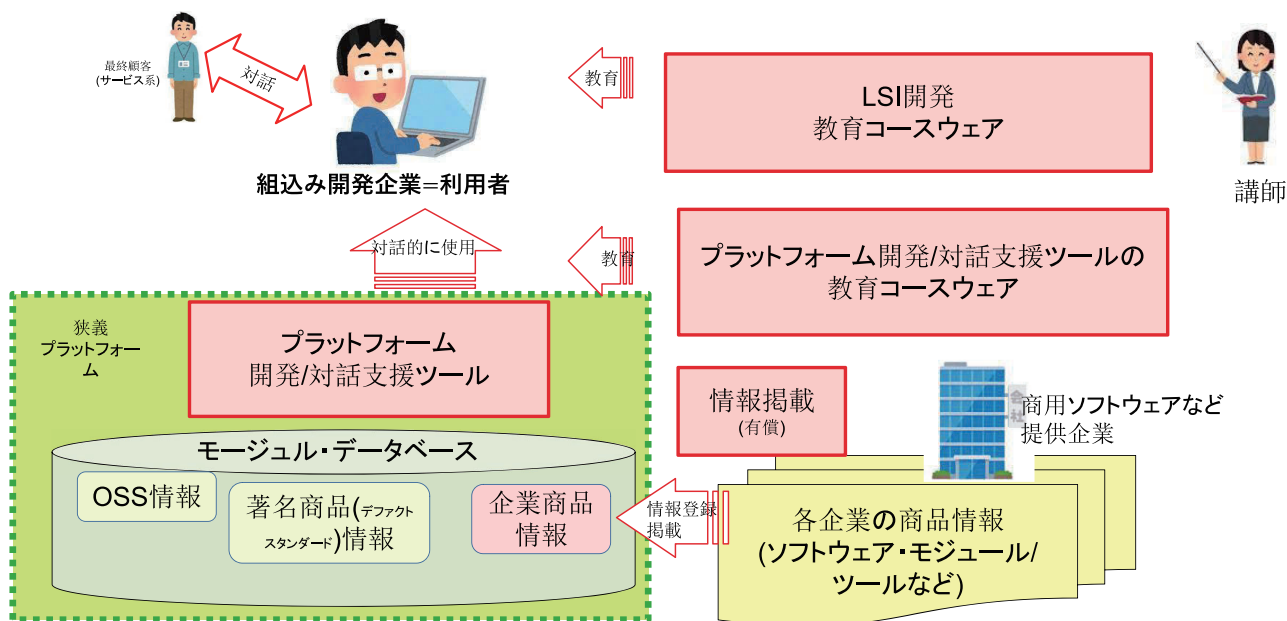 最終顧客
(サービス系)
対話
組込み開発企業=利用者
教育
LSI開発
教育コースウェア
講師
対話的に使用
教育
プラットフォーム開発/対話支援ツールの
教育コースウェア
狭義
プラットフォー
ム
プラットフォーム
開発/対話支援ツール
情報掲載
(有償)
会社
商用ソフトウェアなど
提供企業
モージュル・データベース
OSS情報
著名商品(デファクト
スタンダード)情報
企業商品
情報
情報登録
掲載
各企業の商品情報
(ソフトウェア・モジュール/
ツールなど)